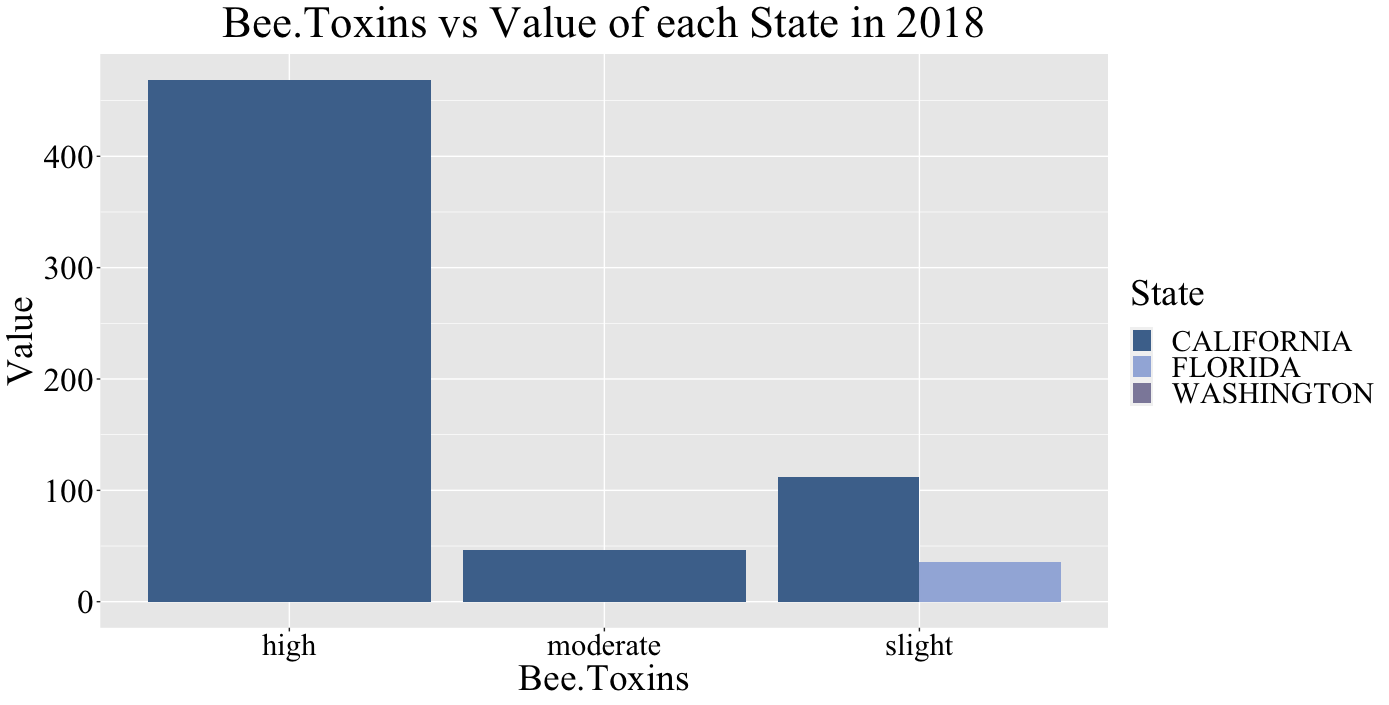 Bee.Toxins vs Value of each State in 2018
Value
400
300
200
100
0
high moderate slight
Bee.Toxins
State
CALIFORNIA
FLORIDA
WASHINGTON